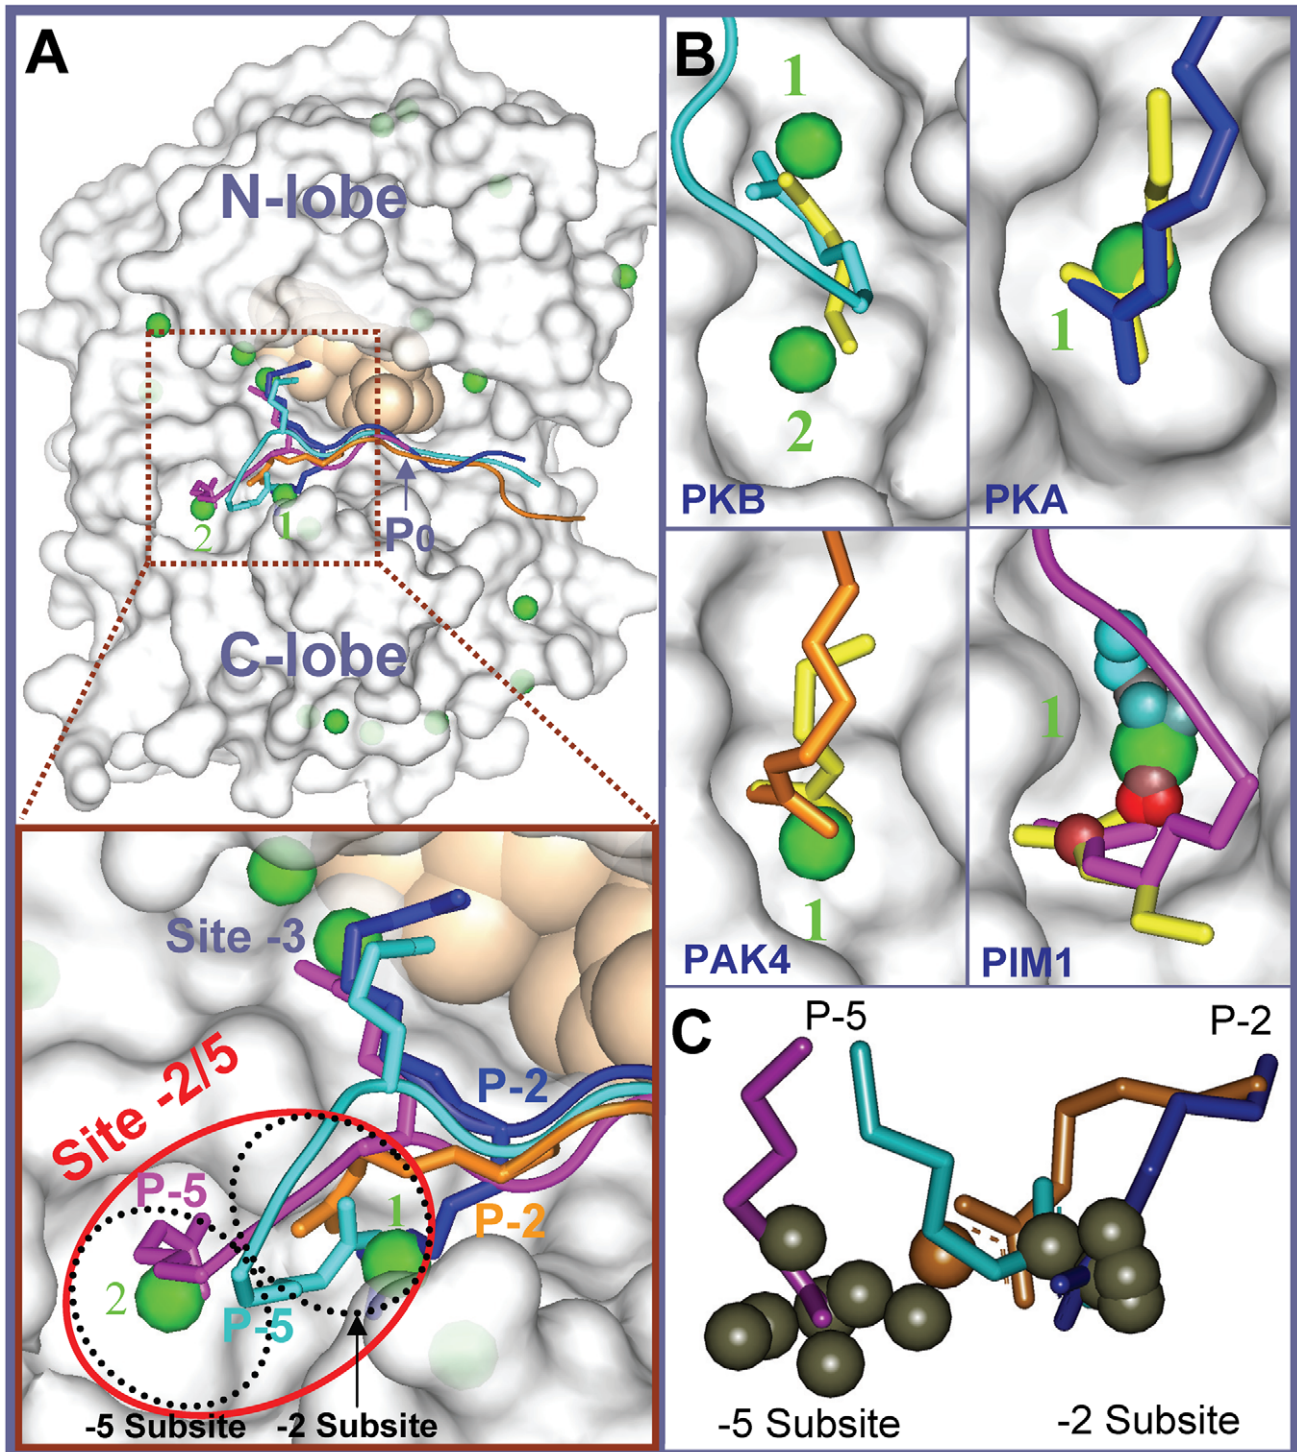 A
N-lobe
2
1
P0
C-lobe
Site -3
Site -2/5
P-2
P-5
1
P-2
2
P-5
-5 Subsite
-2 Subsite
B
1
2
PKB
1
PKA
1
PAK4
1
PIM1
C
P-5
P-2
-5 Subsite
-2 Subsite